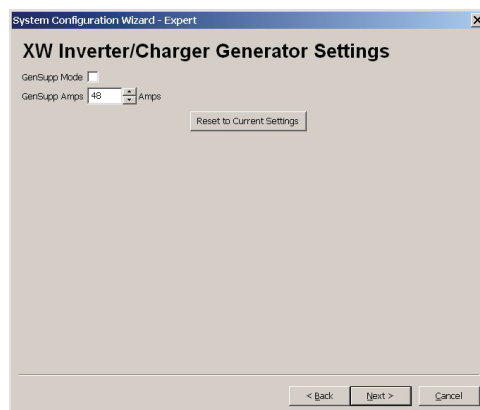 System Configuration Wizard - Expert
XW Inverter/Charger Generator Settings
GenSupp Mode
GenSupp Amps 48 Amps
Reset to Current Settings
< Back Next > Cancel